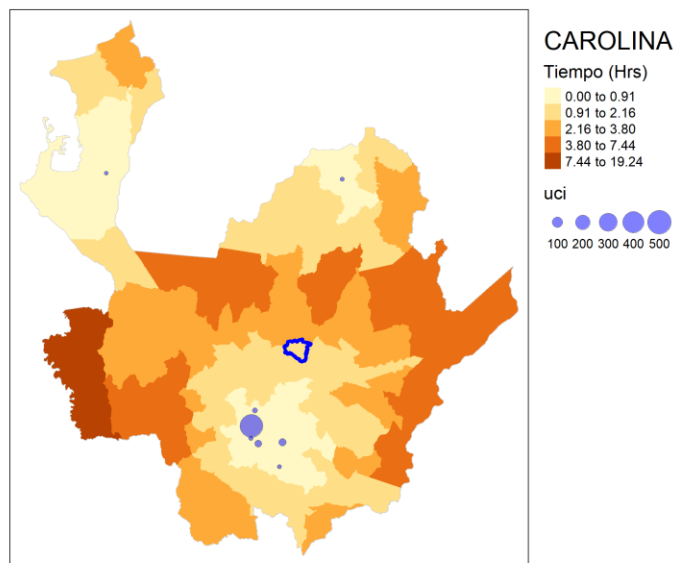 CAROLINA
Tiempo (Hrs)
0.00 to 0.91
0.91 to 2.16
2.16 to 3.80
3.80 to 7.44
7.44 to 19.24
uci
100 200 300 400 500